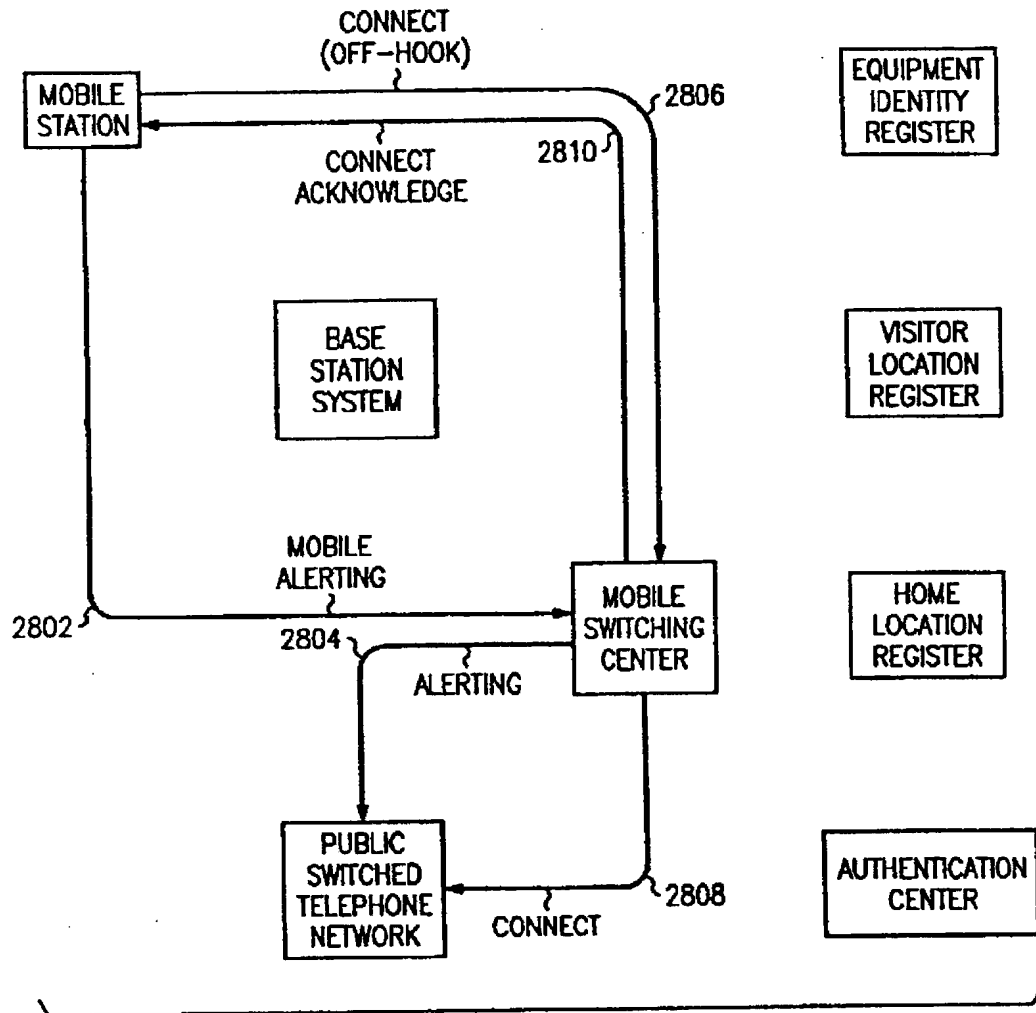 CONNECT
(OFF-HOOK)
MOBILE
STATION
2806
EQUIPMENT
IDENTITY
REGISTER
2810
CONNECT
ACKNOWLEDGE
BASE
STATION
SYSTEM
VISITOR
LOCATION
REGISTER
MOBILE
ALERTING
2802
2804
ALERTING
MOBILE
SWITCHING
CENTER
HOME
LOCATION
REGISTER
PUBLIC
SWITCHED
TELEPHONE
NETWORK
CONNECT
2808
AUTHENTICATION
CENTER